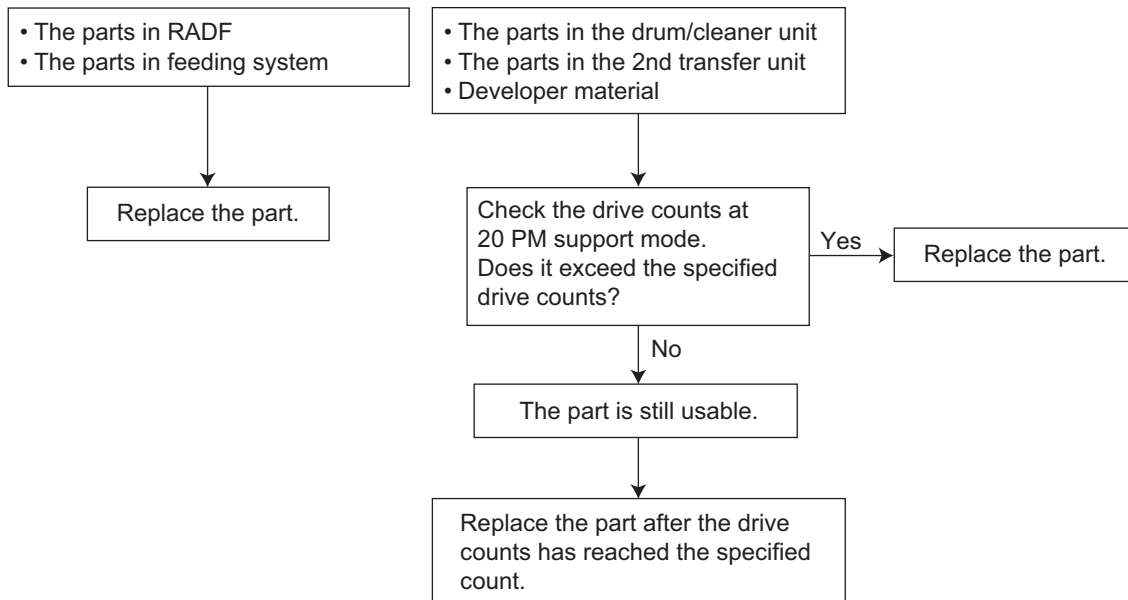 • The parts in RADF
• The parts in feeding system
Replace the part.
• The parts in the drum/cleaner unit
• The parts in the 2nd transfer unit
• Developer material
Check the drive counts at
20 PM support mode.
Does it exceed the specified
drive counts?
Yes
Replace the part.
No
The part is still usable.
Replace the part after the drive
counts has reached the specified
count.